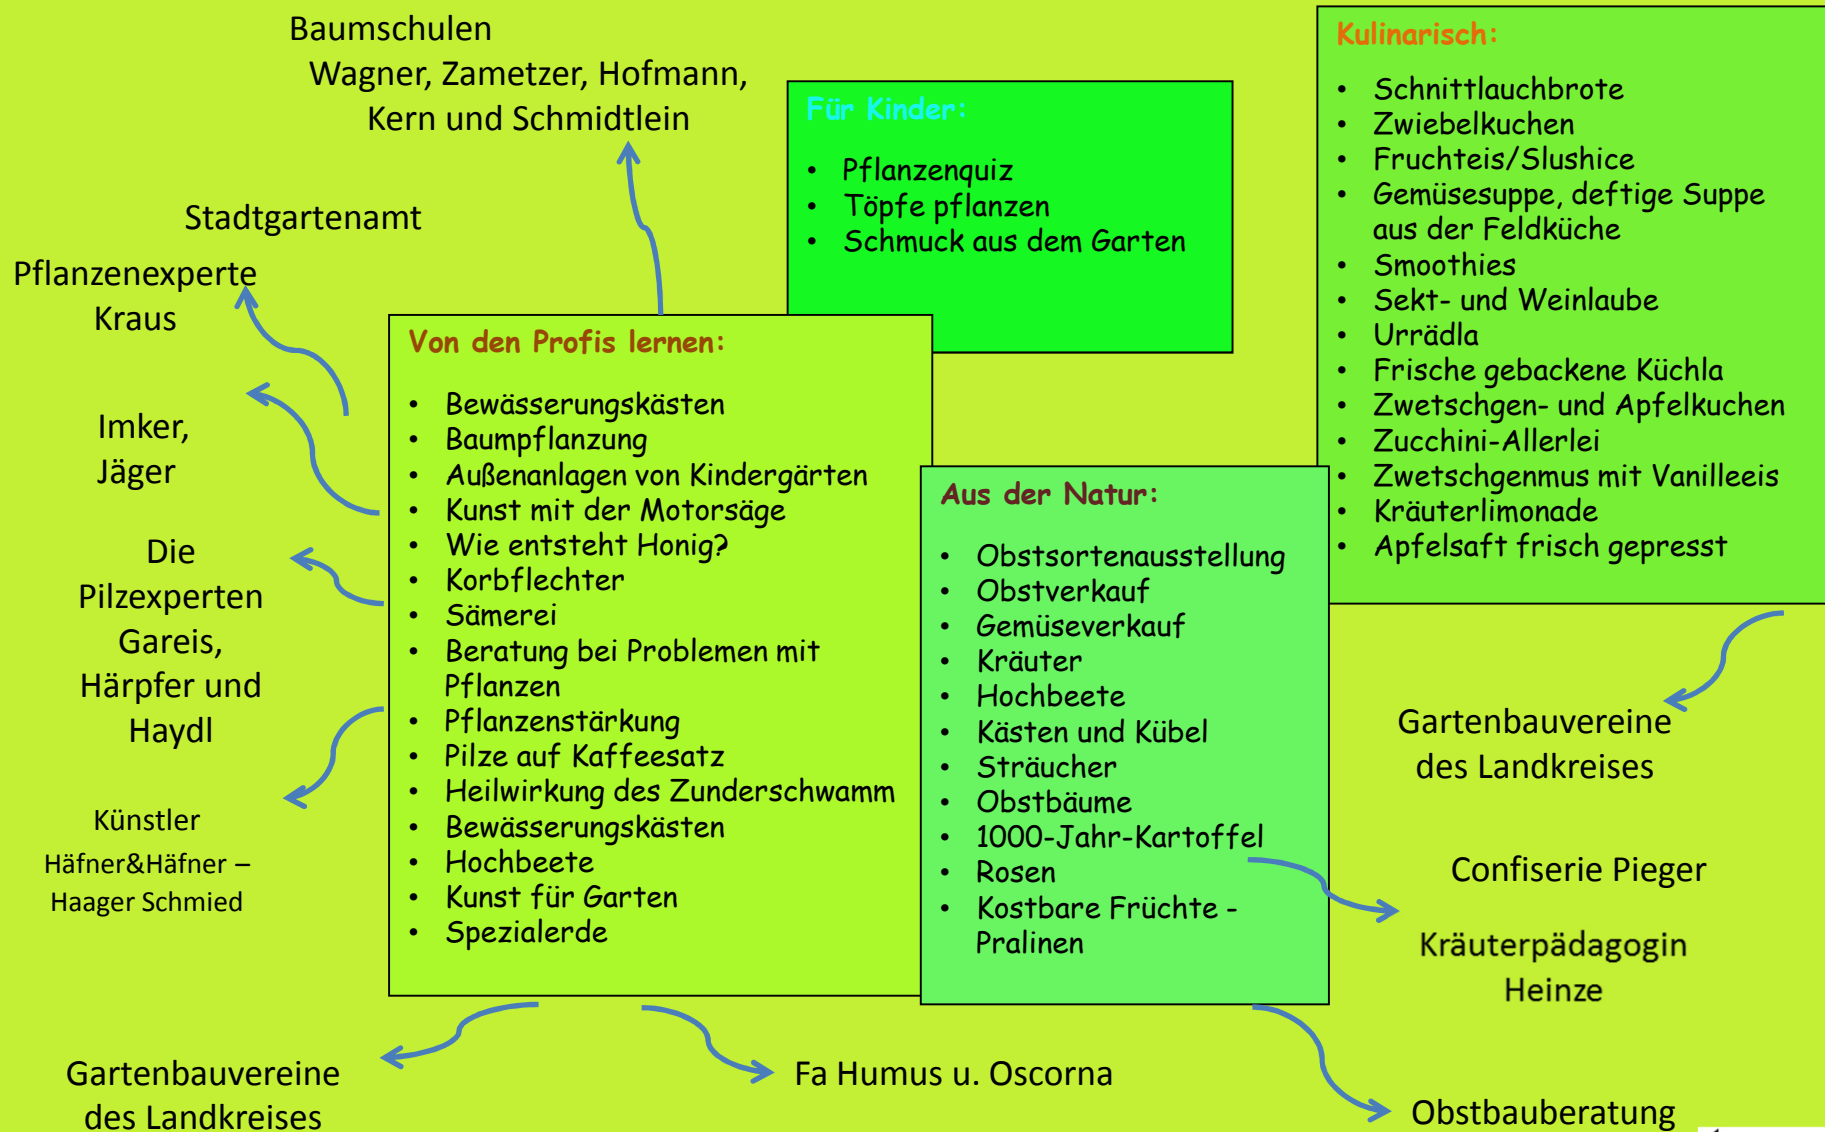 Baumschulen
Wagner, Zametzer, Hofmann,
Kern und Schmidtlein
Stadtgartenamt
Pflanzenexperte
Kraus
Imker,
Jäger
Die
Pilzexperten
Gareis,
Härpfer und
Haydl
Künstler
Häfner&Häfner –
Haager Schmied
Für Kinder:
• Pflanzenquiz
• Töpfe pflanzen
• Schmuck aus dem Garten
Von den Profis lernen:
• Bewässerungskästen
• Baumpflanzung
• Außenanlagen von Kindergärten
• Kunst mit der Motorsäge
• Wie entsteht Honig?
• Korbflechter
• Sämerei
• Beratung bei Problemen mit
Pflanzen
• Pflanzenstärkung
• Pilze auf Kaffeesatz
• Heilwirkung des Zunderschwamm
• Bewässerungskästen
• Hochbeete
• Kunst für Garten
• Spezialerde
Aus der Natur:
• Obstsortenausstellung
• Obstverkauf
• Gemüseverkauf
• Kräuter
• Hochbeete
• Kästen und Kübel
• Sträucher
• Obstbäume
• 1000-Jahr-Kartoffel
• Rosen
• Kostbare Früchte -
Pralinen
Kulinarisch:
• Schnittlauchbrote
• Zwiebelkuchen
• Fruchteis/Slushice
• Gemüsesuppe, deftige Suppe
aus der Feldküche
• Smoothies
• Sekt- und Weinlaube
• Urrädla
• Frische gebackene Küchla
• Zwetschgen- und Apfelkuchen
• Zucchini-Allerlei
• Zwetschgenmus mit Vanilleeis
• Kräuterlimonade
• Apfelsaft frisch gepresst
Gartenbauvereine
des Landkreises
Confiserie Pieger
Kräuterpädagogin
Heinze
Gartenbauvereine
des Landkreises
Fa Humus u. Oscorna
Obstbauberatung